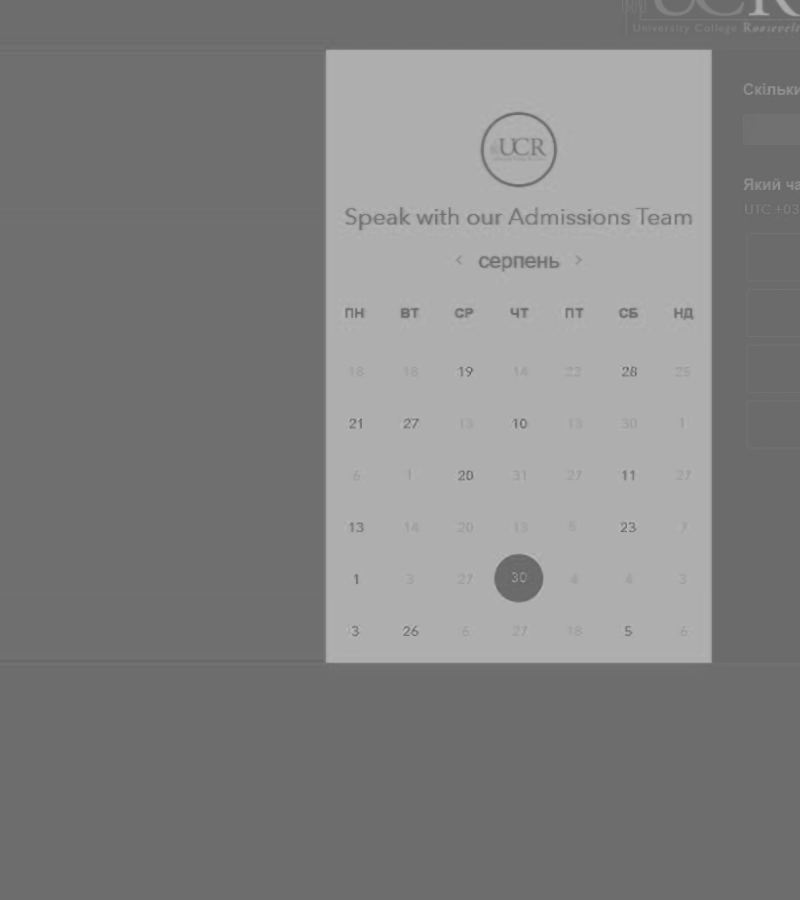 UCR
University College Roosevelt
UCR
Speak with our Admissions Team
< серпень >
ПН ВТ СР ЧТ ПТ СБ НД
18 18 19 14 22 28 25
21 27 13 10 13 30 1
6 1 20 31 27 11 27
13 14 20 13 5 23 7
1 3 27 30 4 4 3
3 26 6 27 18 5 6
Скільки
Який ча
UTC +03